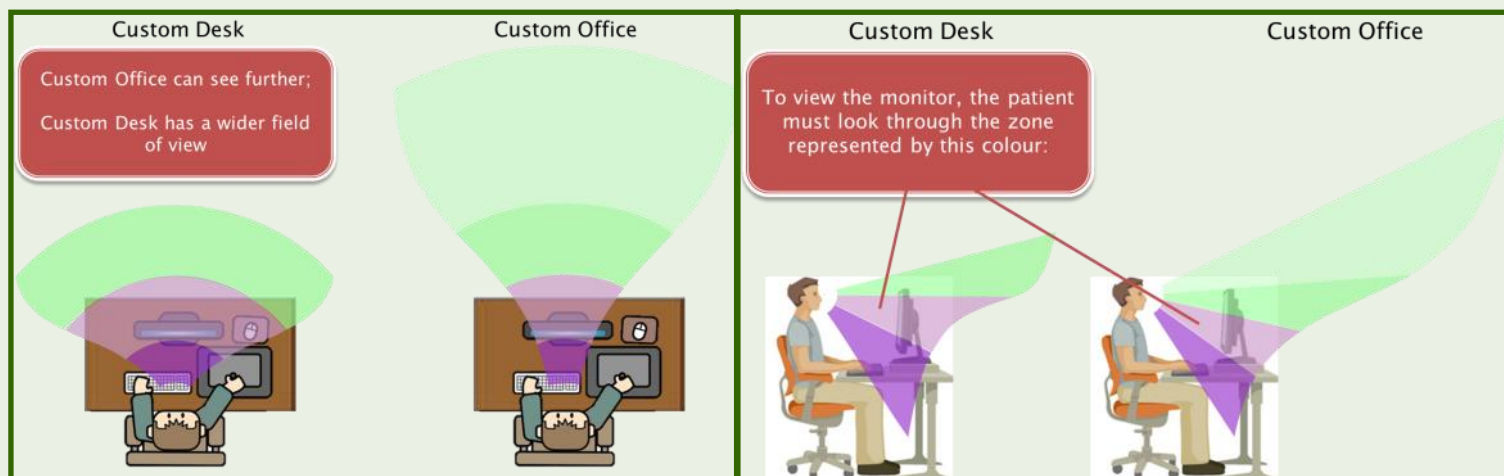 Custom Desk
Custom Office
Custom Office can see further;
Custom Desk has a wider field
of view
Custom Desk
Custom Office
To view the monitor, the patient
must look through the zone
represented by this colour: